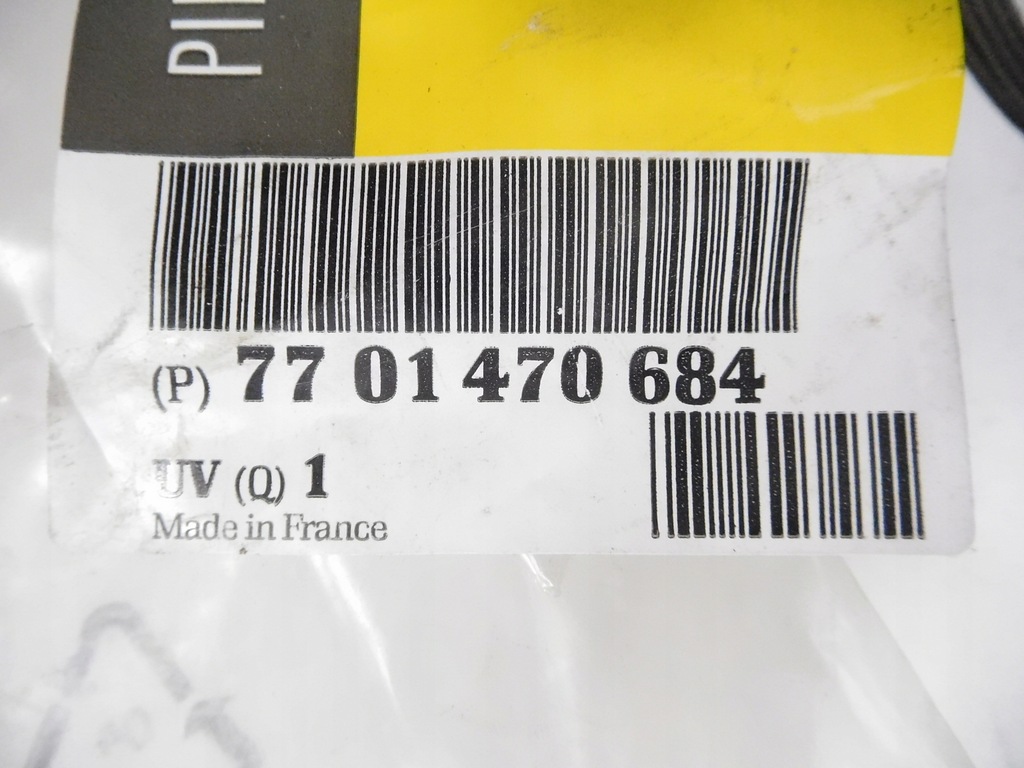 (P) 77 01 470 684
UV (Q) 1
Made in France